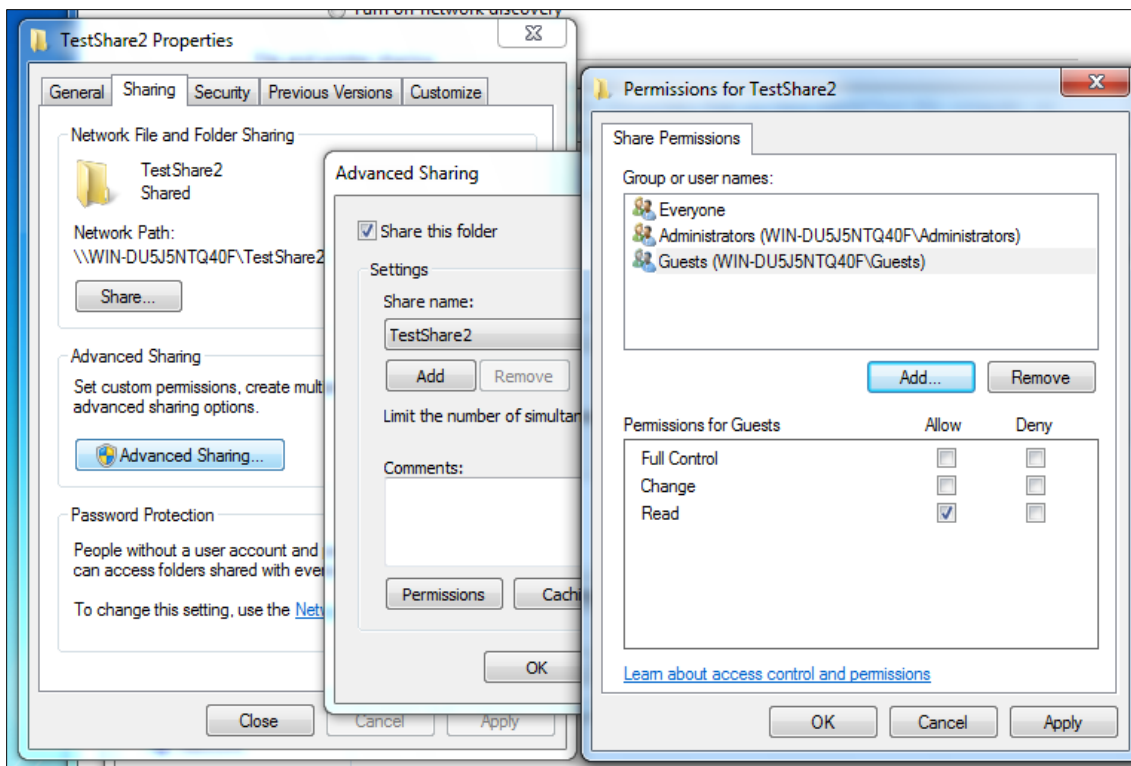 Turn off network discovery
TestShare2 Properties
General Sharing Security Previous Versions Customize
Network File and Folder Sharing
TestShare2
Shared
Network Path:
\\WIN-DU5J5NTQ40F\TestShare2
Share...
Advanced Sharing
Set custom permissions, create mult
advanced sharing options.
Advanced Sharing...
Password Protection
People without a user account and
can access folders shared with ever
To change this setting, use the Netw
Close Cancel Apply
Advanced Sharing
Share this folder
Settings
Share name:
TestShare2
Add Remove
Limit the number of simultan
Comments:
Permissions Cachi
OK
Permissions for TestShare2
Share Permissions
Group or user names:
Everyone
Administrators (WIN-DU5J5NTQ40F\Administrators)
Guests (WIN-DU5J5NTQ40F\Guests)
Add... Remove
Permissions for Guests Allow Deny
Full Control
Change
Read
Learn about access control and permissions
OK Cancel Apply